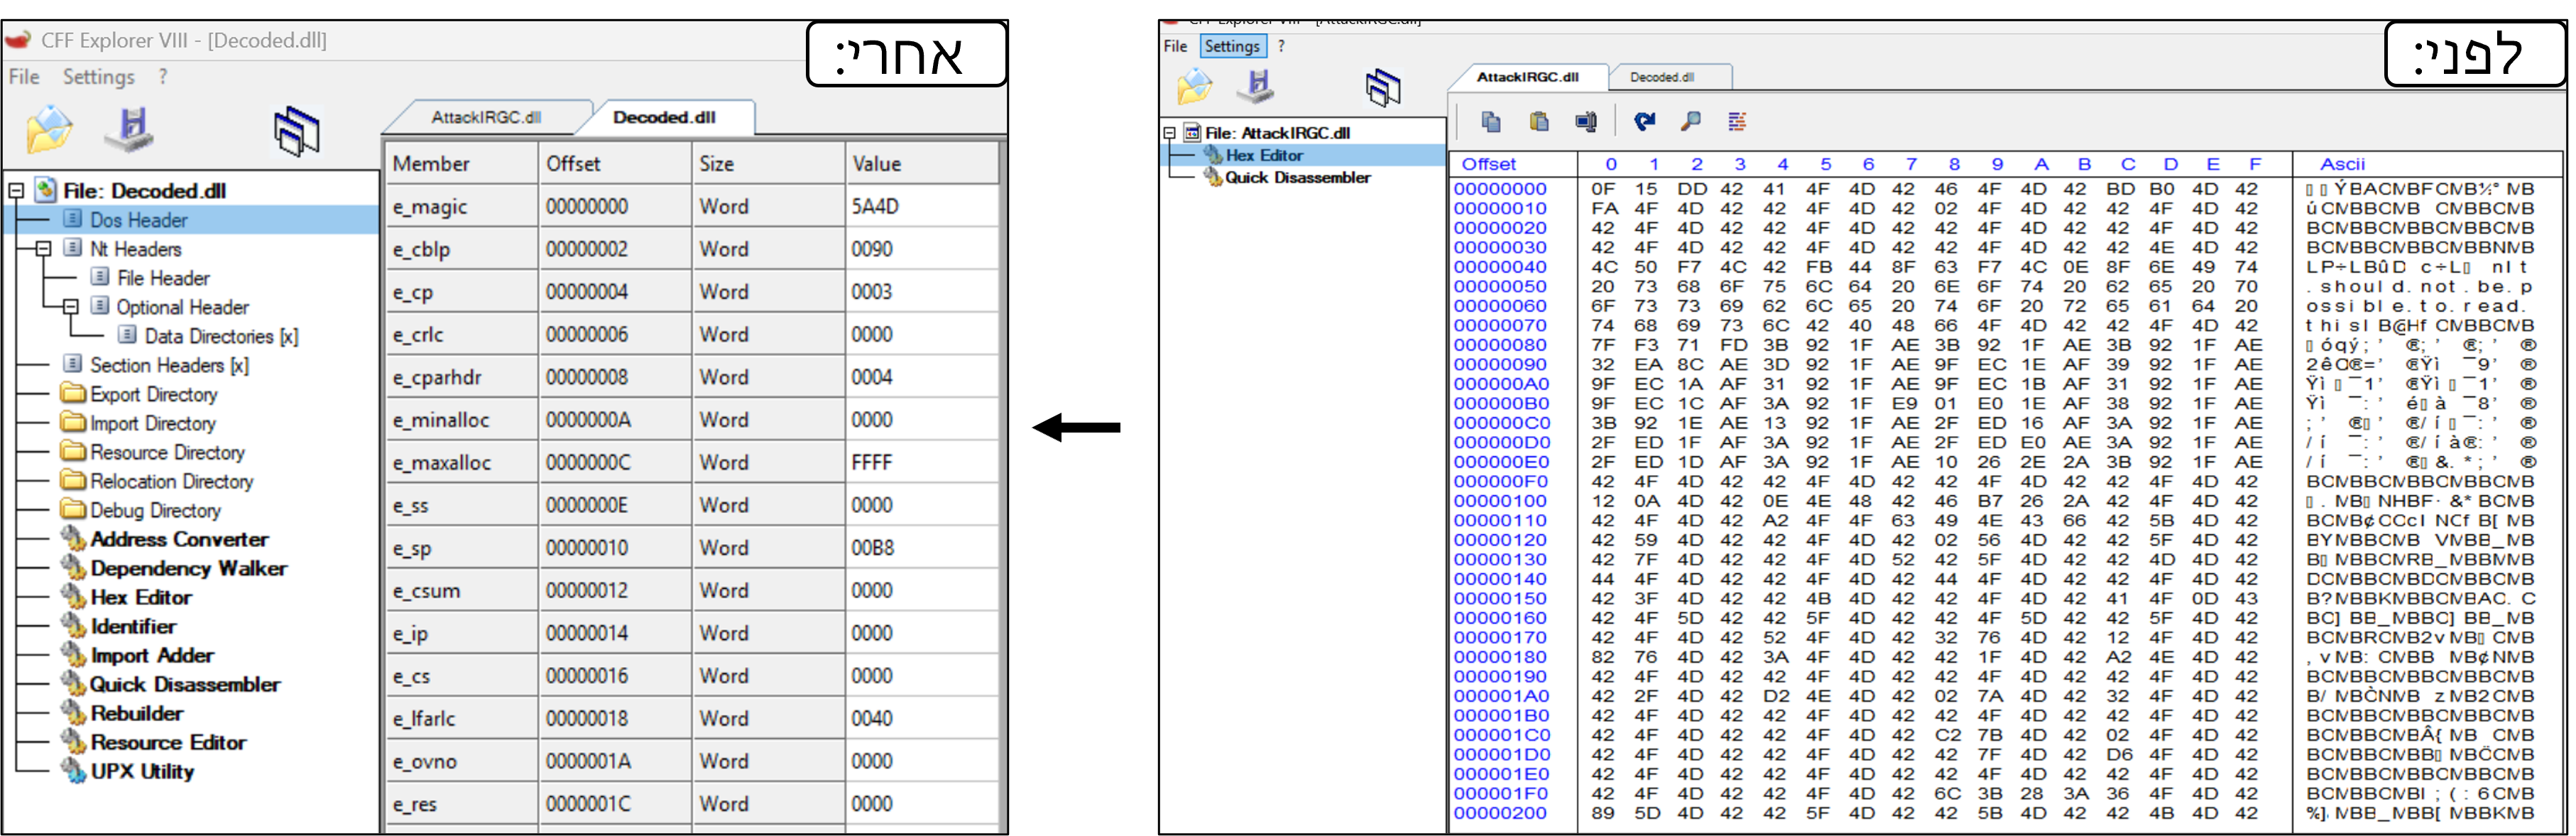 לפני:
File Settings ?
AttackIRGC.dll Decoded.dll
File: AttackIRGC.dll
Hex Editor
Quick Disassembler
Offset 0 1 2 3 4 5 6 7 8 9 A B C D E F Ascii
00000000 0F 15 DD 42 41 4F 4D 42 46 4F 4D 42 BD B0 4D 42
00000010 FA 4F 4D 42 42 4F 4D 42 02 4F 4D 42 42 4F 4D 42
00000020 42 4F 4D 42 42 4F 4D 42 42 4F 4D 42 42 4F 4D 42
00000030 42 4F 4D 42 42 4F 4D 42 42 4F 4D 42 42 4E 4D 42
00000040 4C 50 F7 4C 42 FB 44 8F 63 F7 4C 0E 8F 6E 49 74
00000050 20 73 68 6F 75 6C 64 20 6E 6F 74 20 62 65 20 70 .should.not.be.p
00000060 6F 73 73 69 62 6C 65 20 74 6F 20 72 65 61 64 20 ossible.to.read.
00000070 74 68 69 73 6C 42 40 48 66 4F 4D 42 42 4F 4D 42
00000080 7F F3 71 FD 3B 92 1F AE 3B 92 1F AE 3B 92 1F AE
00000090 32 EA 8C AE 3D 92 1F AE 9F EC 1E AF 39 92 1F AE
000000A0 9F EC 1A AF 31 92 1F AE 9F EC 1B AF 31 92 1F AE
000000B0 9F EC 1C AF 3A 92 1F E9 01 E0 1E AF 38 92 1F AE
000000C0 3B 92 1E AE 13 92 1F AE 2F ED 16 AF 3A 92 1F AE
000000D0 2F ED 1F AF 3A 92 1F AE 2F ED E0 AE 3A 92 1F AE
000000E0 2F ED 1D AF 3A 92 1F AE 10 26 2E 2A 3B 92 1F AE
000000F0 42 4F 4D 42 42 4F 4D 42 42 4F 4D 42 42 4F 4D 42
00000100 12 0A 4D 42 0E 4E 48 42 46 B7 26 2A 42 4F 4D 42
00000110 42 4F 4D 42 A2 4F 4F 63 49 4E 43 66 42 5B 4D 42
00000120 42 59 4D 42 42 4F 4D 42 02 56 4D 42 42 5F 4D 42
00000130 42 7F 4D 42 42 4F 4D 52 42 5F 4D 42 42 4D 4D 42
00000140 44 4F 4D 42 42 4F 4D 42 44 4F 4D 42 42 4F 4D 42
00000150 42 3F 4D 42 42 4B 4D 42 42 4F 4D 42 41 4F 0D 43
00000160 42 4F 5D 42 42 5F 4D 42 42 4F 5D 42 42 5F 4D 42
00000170 42 4F 4D 42 52 4F 4D 42 32 76 4D 42 12 4F 4D 42
00000180 82 76 4D 42 3A 4F 4D 42 42 1F 4D 42 A2 4E 4D 42
00000190 42 4F 4D 42 42 4F 4D 42 42 4F 4D 42 42 4F 4D 42
000001A0 42 2F 4D 42 D2 4E 4D 42 02 7A 4D 42 32 4F 4D 42
000001B0 42 4F 4D 42 42 4F 4D 42 42 4F 4D 42 42 4F 4D 42
000001C0 42 4F 4D 42 42 4F 4D 42 C2 7B 4D 42 02 4F 4D 42
000001D0 42 4F 4D 42 42 4F 4D 42 42 7F 4D 42 D6 4F 4D 42
000001E0 42 4F 4D 42 42 4F 4D 42 42 4F 4D 42 42 4F 4D 42
000001F0 42 4F 4D 42 42 4F 4D 42 6C 3B 28 3A 36 4F 4D 42
00000200 89 5D 4D 42 42 5F 4D 42 42 5B 4D 42 42 4B 4D 42
אחרי:
CFF Explorer VIII - [Decoded.dll]
File Settings ?
AttackIRGC.dll Decoded.dll
File: Decoded.dll
Dos Header
Nt Headers
File Header
Optional Header
Data Directories [x]
Section Headers [x]
Export Directory
Import Directory
Resource Directory
Relocation Directory
Debug Directory
Address Converter
Dependency Walker
Hex Editor
Identifier
Import Adder
Quick Disassembler
Rebuilder
Resource Editor
UPX Utility
Member Offset Size Value
e_magic 00000000 Word 5A4D
e_cblp 00000002 Word 0090
e_cp 00000004 Word 0003
e_crlc 00000006 Word 0000
e_cparhdr 00000008 Word 0004
e_minalloc 0000000A Word 0000
e_maxalloc 0000000C Word FFFF
e_ss 0000000E Word 0000
e_sp 00000010 Word 00B8
e_csum 00000012 Word 0000
e_ip 00000014 Word 0000
e_cs 00000016 Word 0000
e_lfarlc 00000018 Word 0040
e_ovno 0000001A Word 0000
e_res 0000001C Word 0000